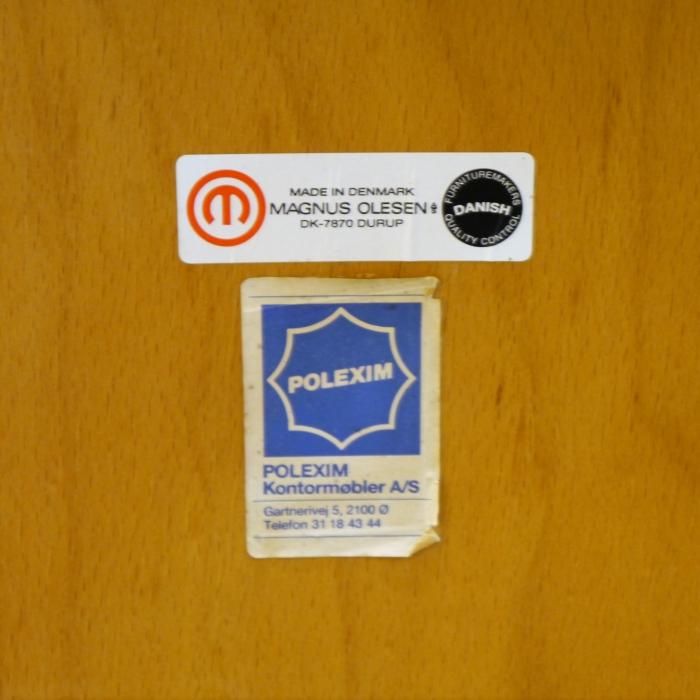 MADE IN DENMARK
MAGNUS OLESEN
DK-7870 DURUP
FURNITUREMAKERS
DANISH
QUALITY CONTROL
POLEXIM
POLEXIM
Kontormøbler A/S
Gartnerivej 5, 2100 Ø
Telefon 31 18 43 44